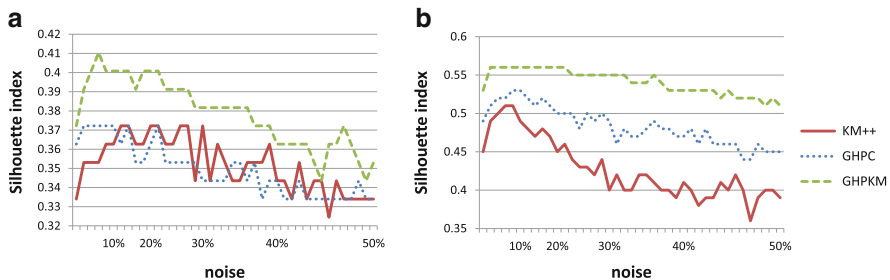 a
Silhouette index
0.42
0.41
0.4
0.39
0.38
0.37
0.36
0.35
0.34
0.33
0.32
10% 20% 30% 40% 50%
noise
b
Silhouette index
0.6
0.55
0.5
0.45
0.4
0.35
10% 20% 30% 40% 50%
noise
KM++
GHPC
GHPKM